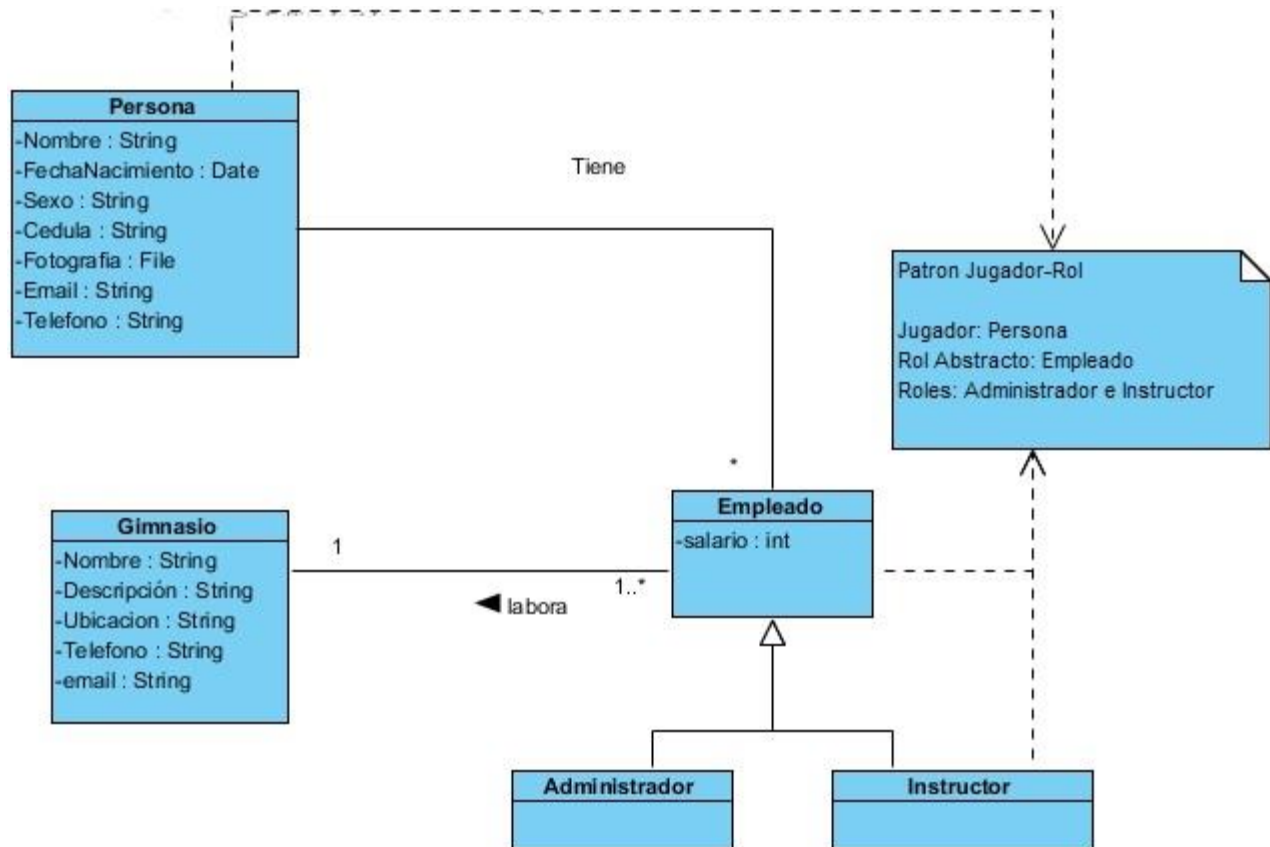 Persona
-Nombre : String
-FechaNacimiento : Date
-Sexo : String
-Cedula : String
-Fotografia : File
-Email : String
-Telefono : String
Tiene
Patron Jugador-Rol
Jugador: Persona
Rol Abstracto: Empleado
Roles: Administrador e Instructor
*
Empleado
-salario : int
Gimnasio
-Nombre : String
-Descripción : String
-Ubicacion : String
-Telefono : String
-email : String
1
1..*
labora
Administrador
Instructor